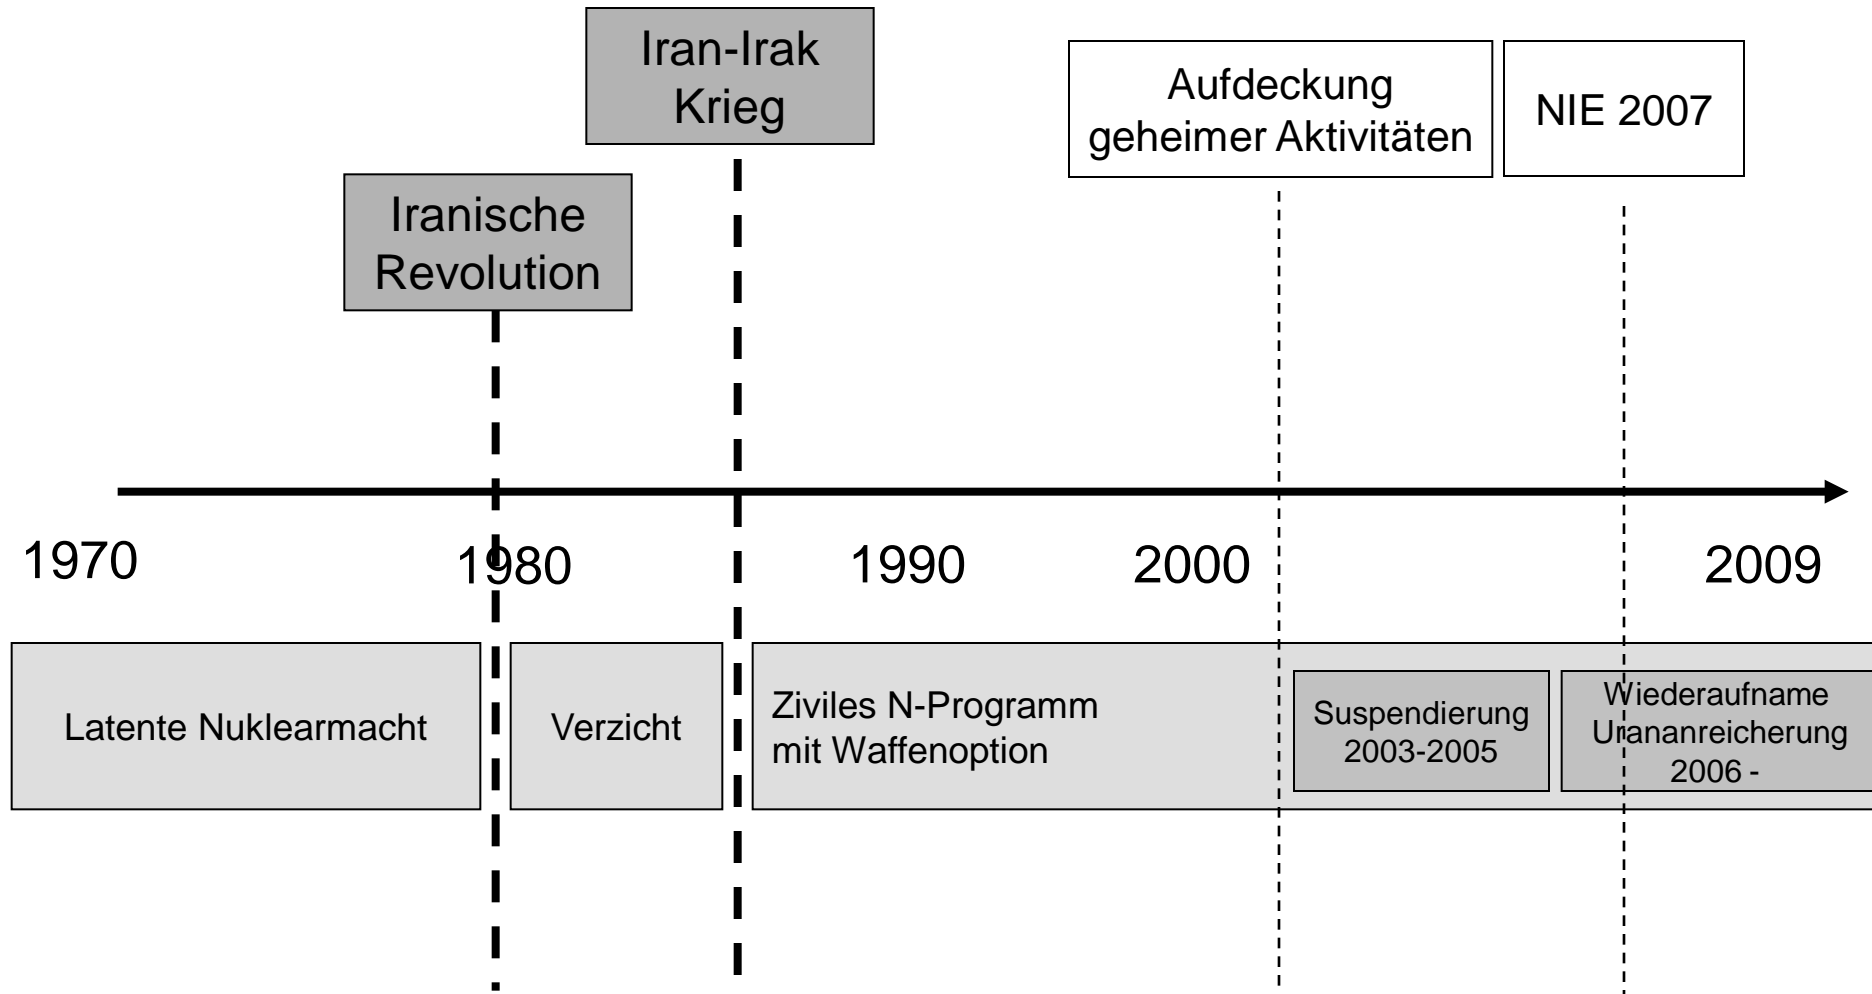 Iran-Irak
Krieg
Aufdeckung
geheimer Aktivitäten
NIE 2007
Iranische
Revolution
1970
1980
1990
2000
2009
Latente Nuklearmacht
Verzicht
Ziviles N-Programm
mit Waffenoption
Suspendierung
2003-2005
Wiederaufname
Urananreicherung
2006 -